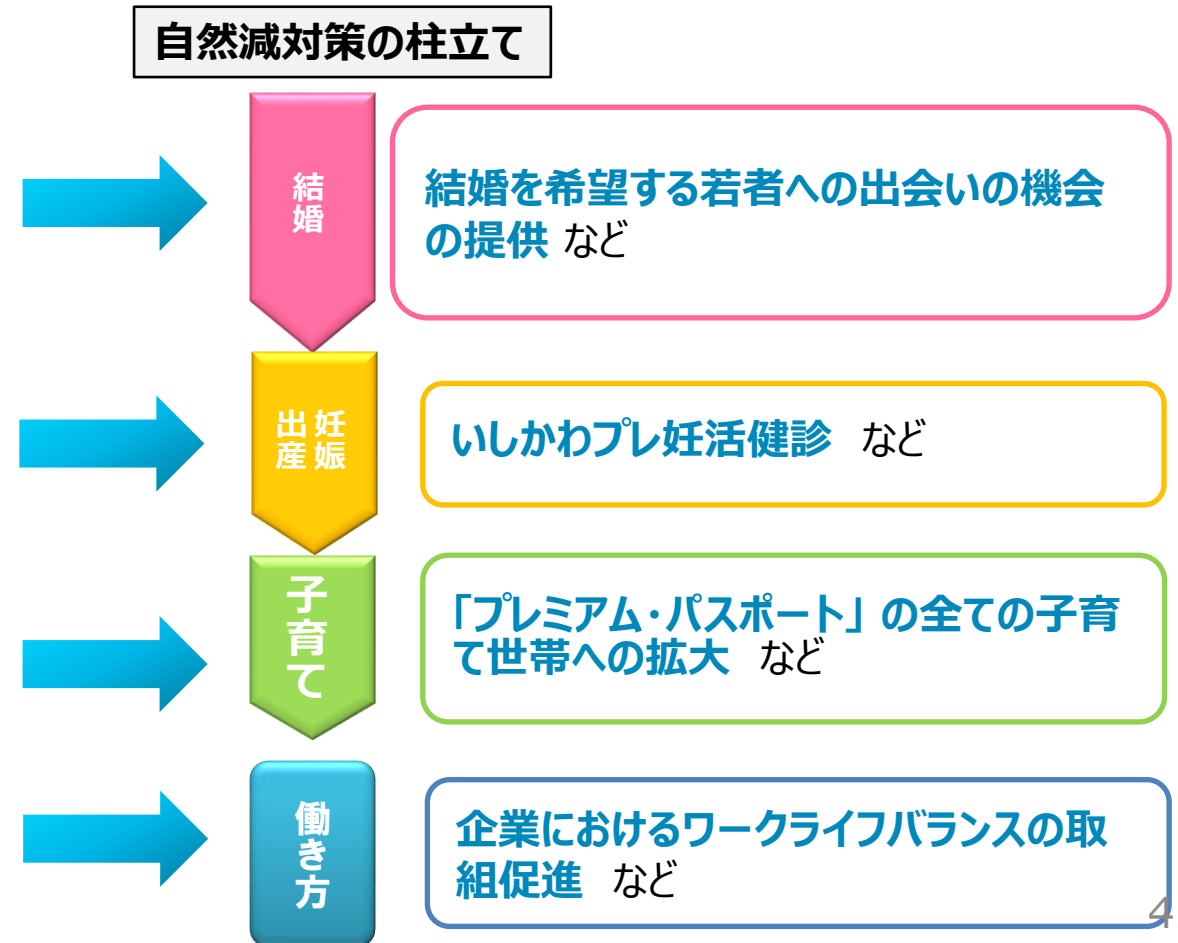 自然減対策の柱立て
結婚
結婚を希望する若者への出会いの機会
の提供 など
妊娠
出産
いしかわプレ妊活健診　など
子育て
「プレミアム・パスポート」の全ての子育
て世帯への拡大　など
働き方
企業におけるワークライフバランスの取
組促進　など
4